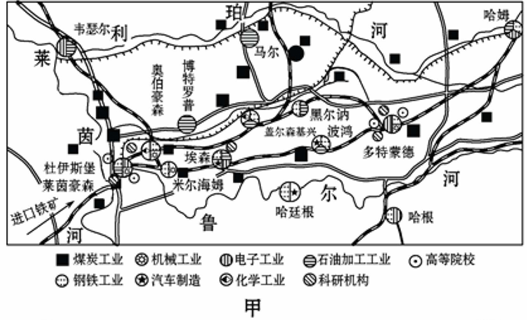 韦瑟尔
利
珀
河
哈姆
莱
马尔
奥伯豪森
博特罗普
茵
黑尔讷
盖尔森基兴
波鸿
多特蒙德
杜伊斯堡
埃森
莱茵豪森
米尔海姆
尔
河
进口铁矿
鲁
哈廷根
哈根
河
煤炭工业 机械工业 电子工业 石油加工工业 高等院校
钢铁工业 汽车制造 化学工业 科研机构
甲